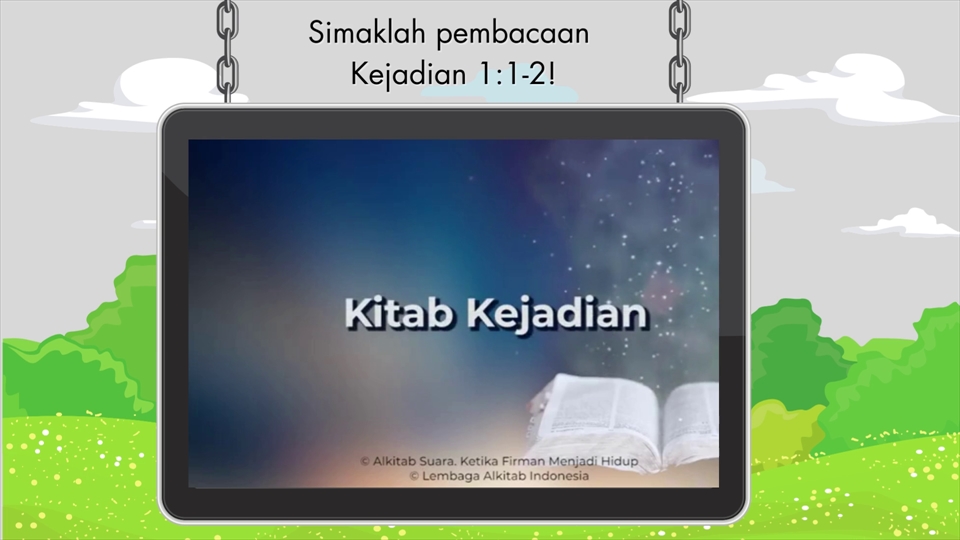 Simaklah pembacaan
Kejadian 1:1-2!
Kitab Kejadian
© Alkitab Suara. Ketika Firman Menjadi Hidup
© Lembaga Alkitab Indonesia